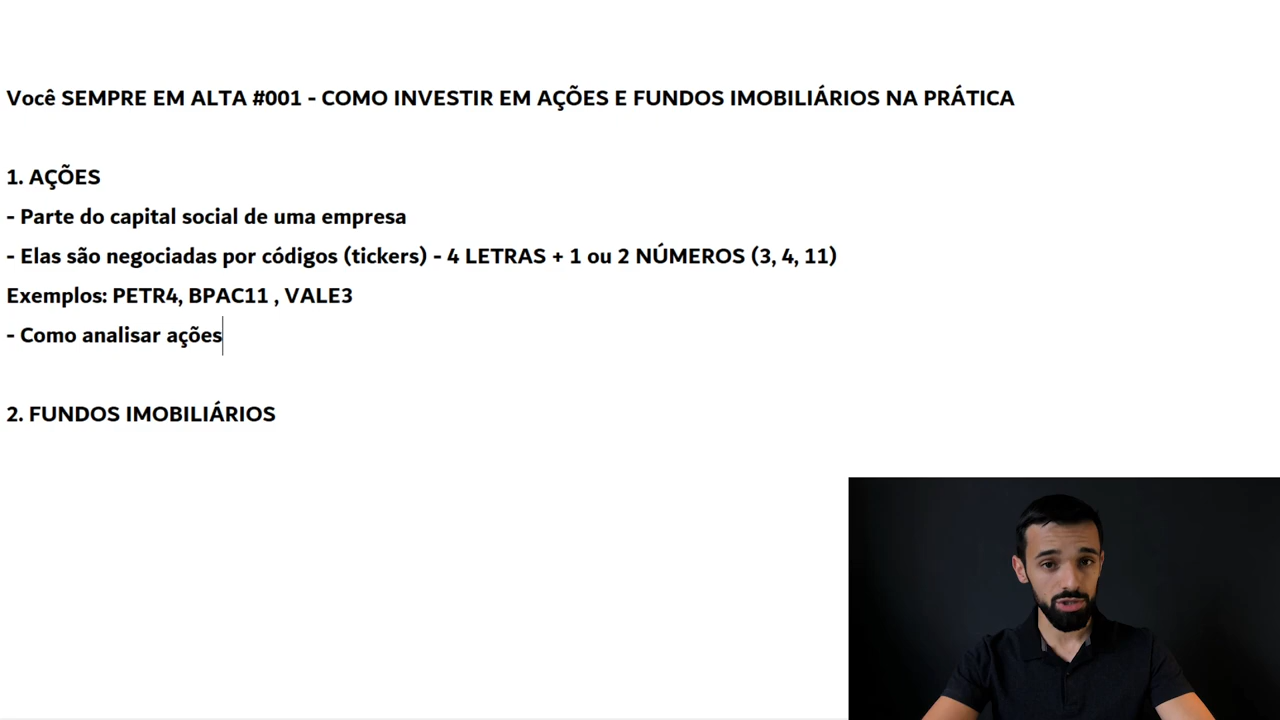 Você SEMPRE EM ALTA #001 - COMO INVESTIR EM AÇÕES E FUNDOS IMOBILIÁRIOS NA PRÁTICA
1. AÇÕES
- Parte do capital social de uma empresa
- Elas são negociadas por códigos (tickers) - 4 LETRAS + 1 ou 2 NÚMEROS (3, 4, 11)
Exemplos: PETR4, BPAC11 , VALE3
- Como analisar ações
2. FUNDOS IMOBILIÁRIOS